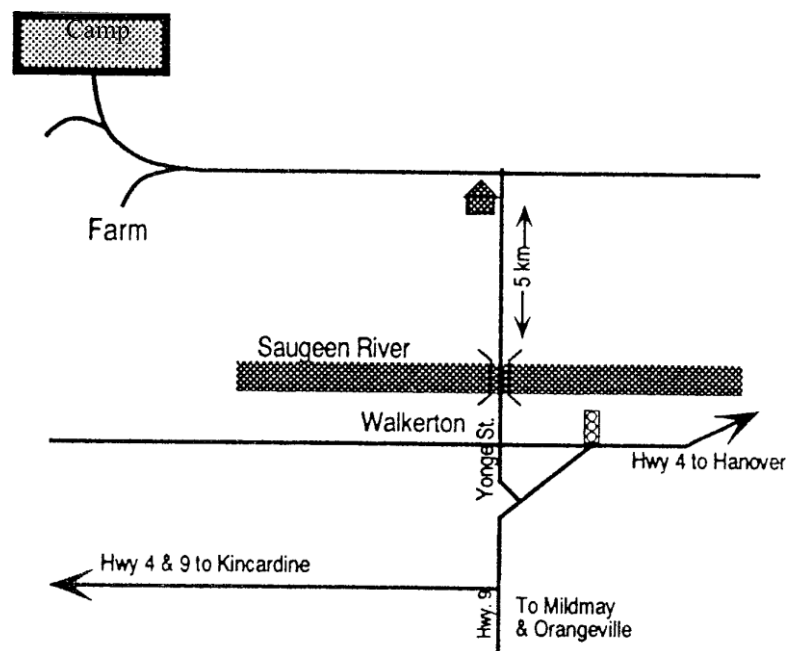 Camp
Farm
5 km
Saugeen River
Walkerton
Yonge St.
Hwy 4 to Hanover
Hwy 4 & 9 to Kincardine
Hwy. 9
To Mildmay
& Orangeville